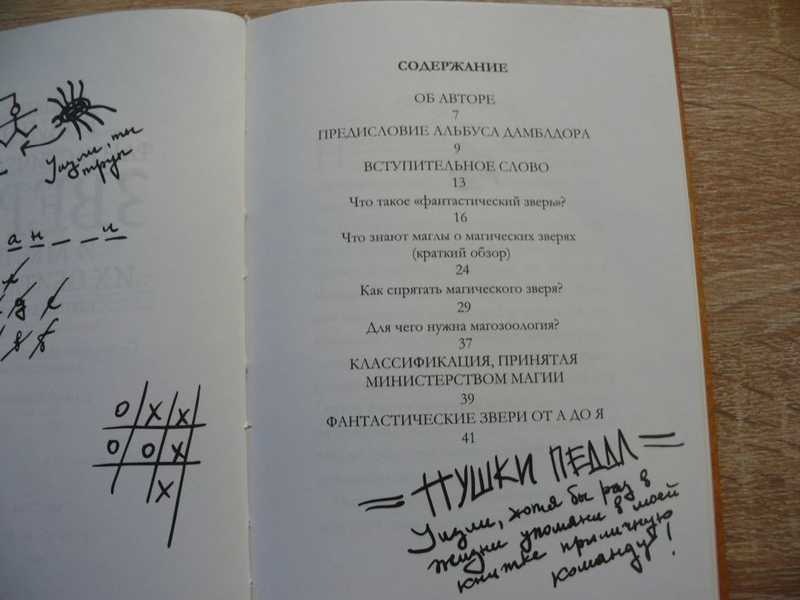 Уизли, ты
труп
а н _ _ и
о х х
о о х
х
СОДЕРЖАНИЕ
ОБ АВТОРЕ
7
ПРЕДИСЛОВИЕ АЛЬБУСА ДАМБЛДОРА
9
ВСТУПИТЕЛЬНОЕ СЛОВО
13
Что такое «фантастический зверь»?
16
Что знают маглы о магических зверях
(краткий обзор)
24
Как спрятать магического зверя?
29
Для чего нужна магозоология?
37
КЛАССИФИКАЦИЯ, ПРИНЯТАЯ
МИНИСТЕРСТВОМ МАГИИ
39
ФАНТАСТИЧЕСКИЕ ЗВЕРИ ОТ А ДО Я
41
ПУШКИ ПЕДДЛ
Уизли, хотя бы раз в
жизни упомяни в моей
книжке приличную
команду!